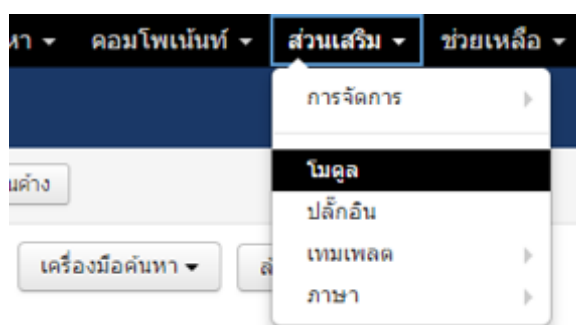 คอมโพเน้นท์ ส่วนเสริม ช่วยเหลือ
การจัดการ
โมดูล
ปลั๊กอิน
เครื่องมือค้นหา
เทมเพลต
ภาษา